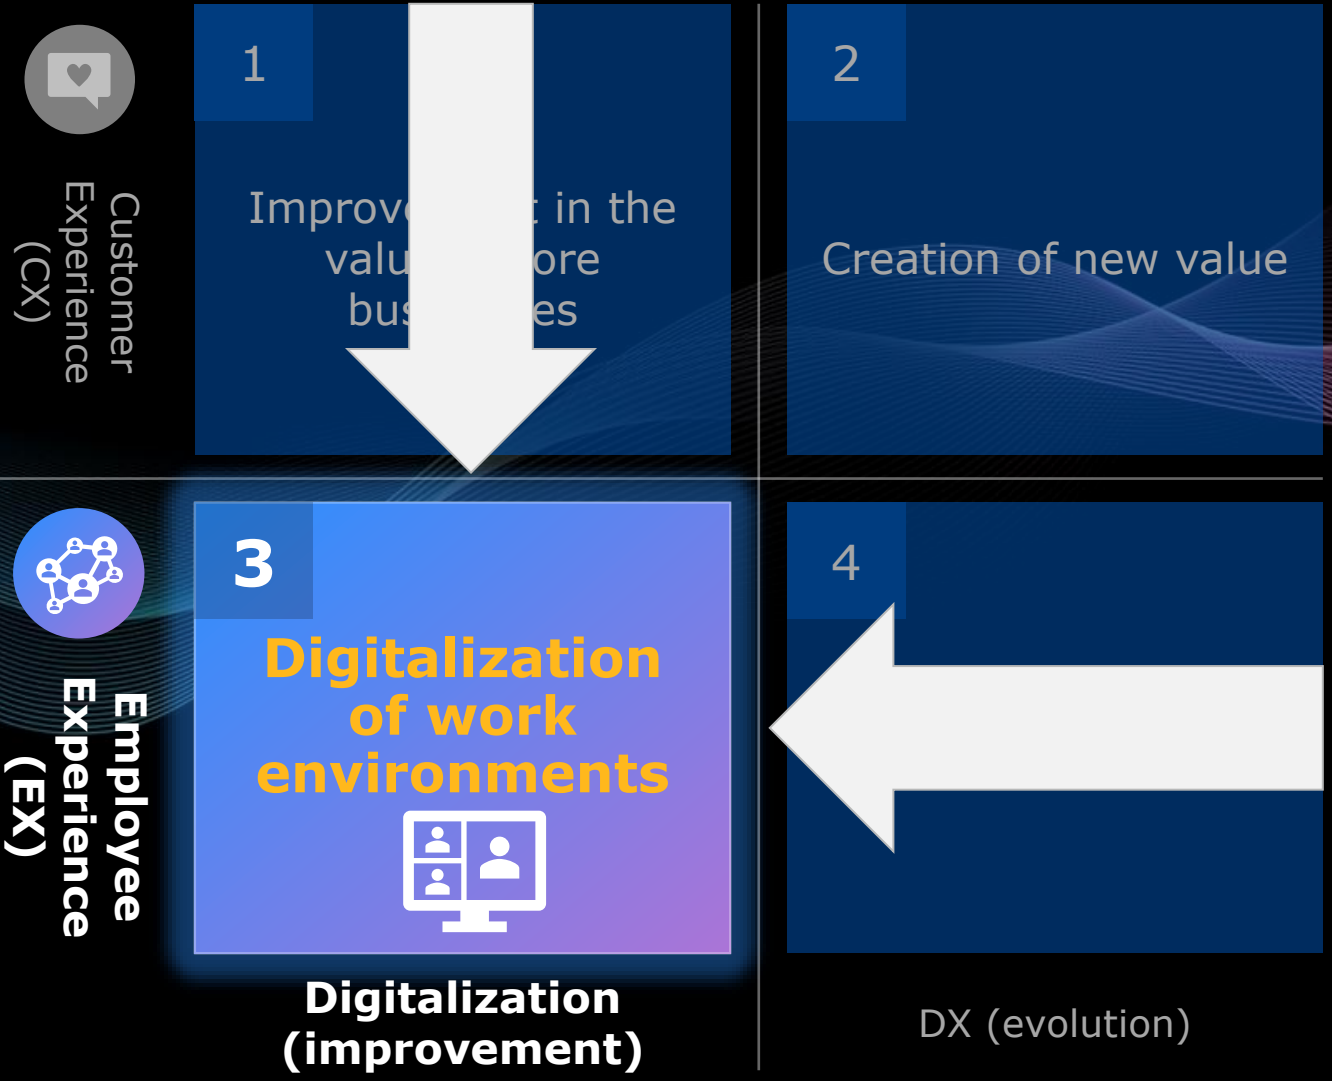 1
Improve t in the
valu ore
bus es
2
Creation of new value
Customer
Experience
(CX)
3
Digitalization
of work
environments
4
Employee
Experience
(EX)
Digitalization
(improvement)
DX (evolution)